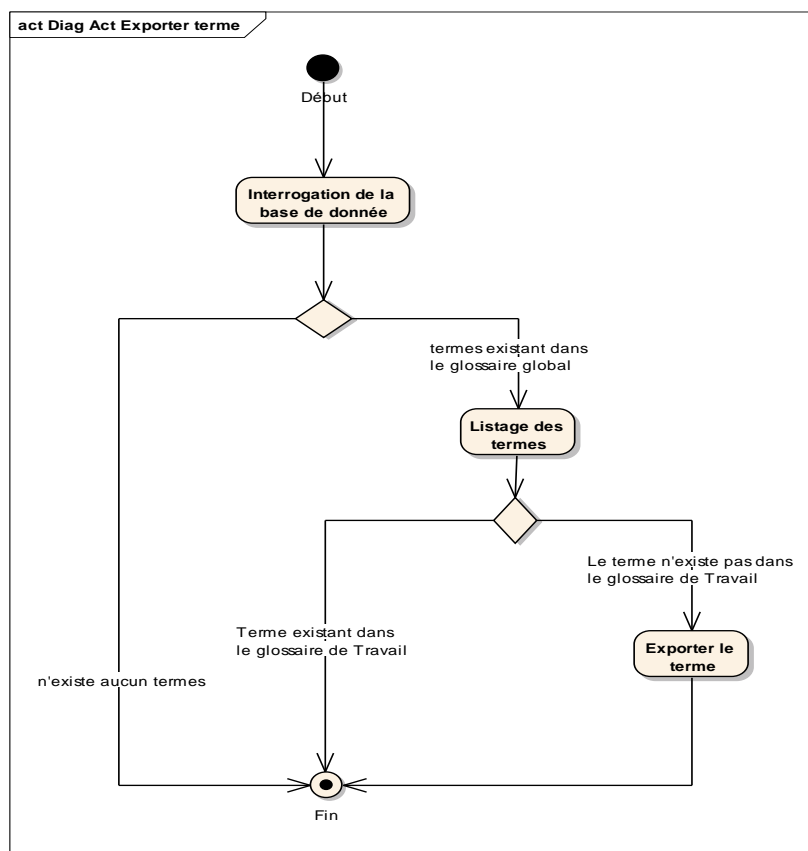 act Diag Act Exporter terme
Début
Interrogation de la
base de donnée
termes existant dans
le glossaire global
Listage des
termes
Le terme n'existe pas dans
le glossaire de Travail
Terme existant dans
le glossaire de Travail
Exporter le
terme
n'existe aucun termes
Fin